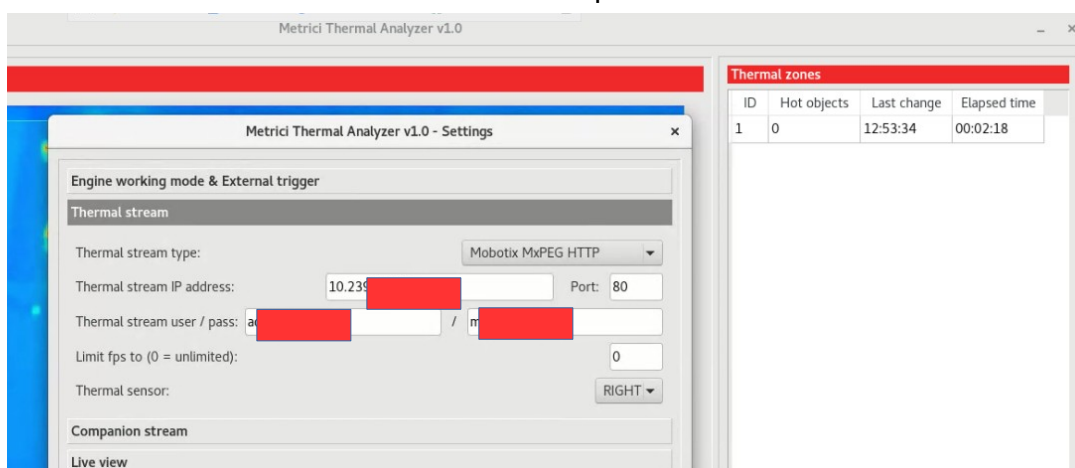 Metrici Thermal Analyzer v1.0
Thermal zones
ID Hot objects Last change Elapsed time
1 0 12:53:34 00:02:18
Metrici Thermal Analyzer v1.0 - Settings
Engine working mode & External trigger
Thermal stream
Thermal stream type: Mobotix MxPEG HTTP
Thermal stream IP address: 10.239 Port: 80
Thermal stream user / pass: / m
Limit fps to (0 = unlimited): 0
Thermal sensor: RIGHT
Companion stream
Live view